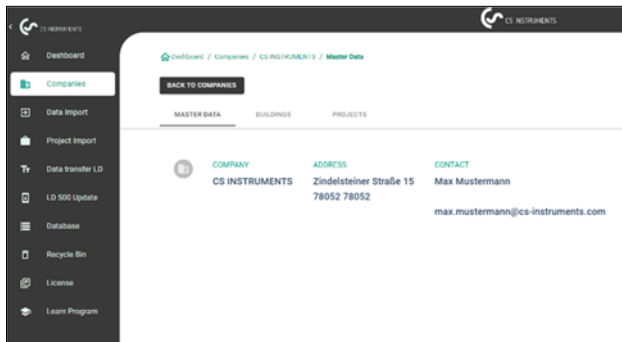 CS INSTRUMENTS
CS INSTRUMENTS
Dashboard
Companies
Data Import
Project Import
Data transfer LD
LD 500 Update
Database
Recycle Bin
License
Learn Program
Dashboard / Companies / CS INSTRUMENTS / Master Data
BACK TO COMPANIES
MASTER DATA BUILDINGS PROJECTS
COMPANY ADDRESS CONTACT
CS INSTRUMENTS Zindelsteiner Straße 15 Max Mustermann
78052 78052
max.mustermann@cs-instruments.com